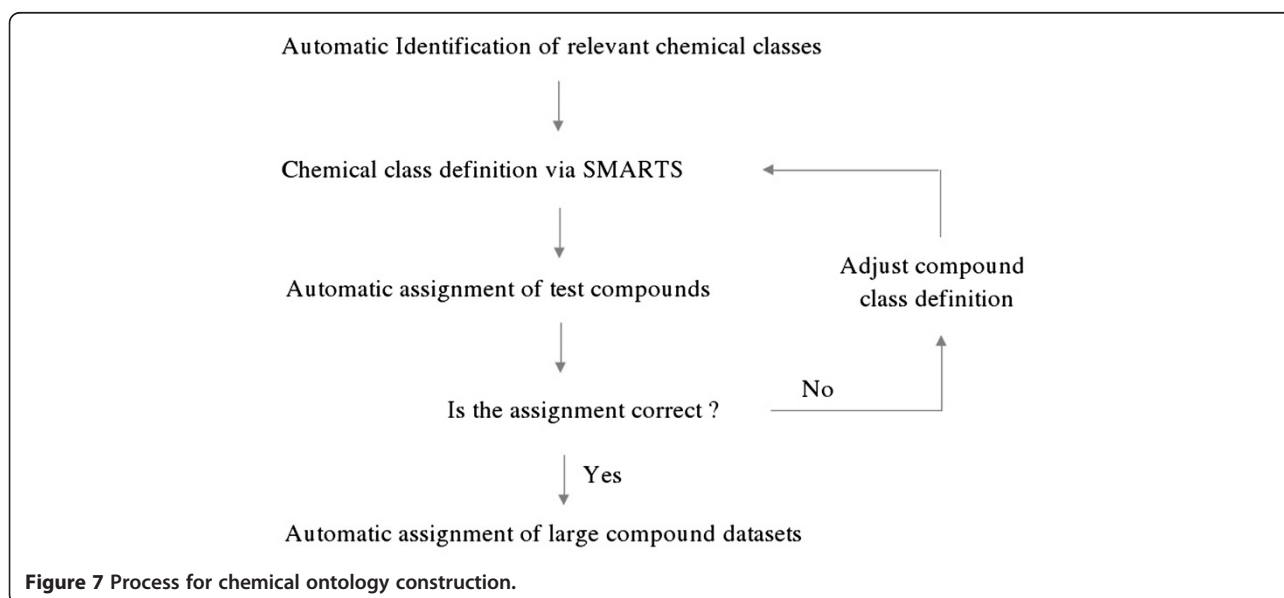 Automatic Identification of relevant chemical classes
Chemical class definition via SMARTS
Adjust compound
class definition
Automatic assignment of test compounds
No
Is the assignment correct ?
Yes
Automatic assignment of large compound datasets
Figure 7 Process for chemical ontology construction.